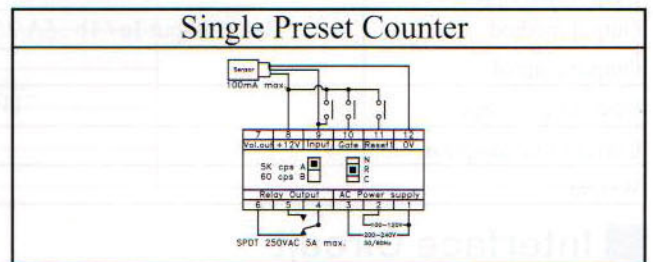 Single Preset Counter
Sensor
100mA max.
7 8 9 10 11 12
Vol.out +12V Input Gate Reset1 0V
5K cps A
60 cps B
N
R
C
Relay Output
AC Power supply
6 5 4 3 2 1
100-120V
200-240V
50/60Hz
SPDT 250VAC 5A max.
Interface